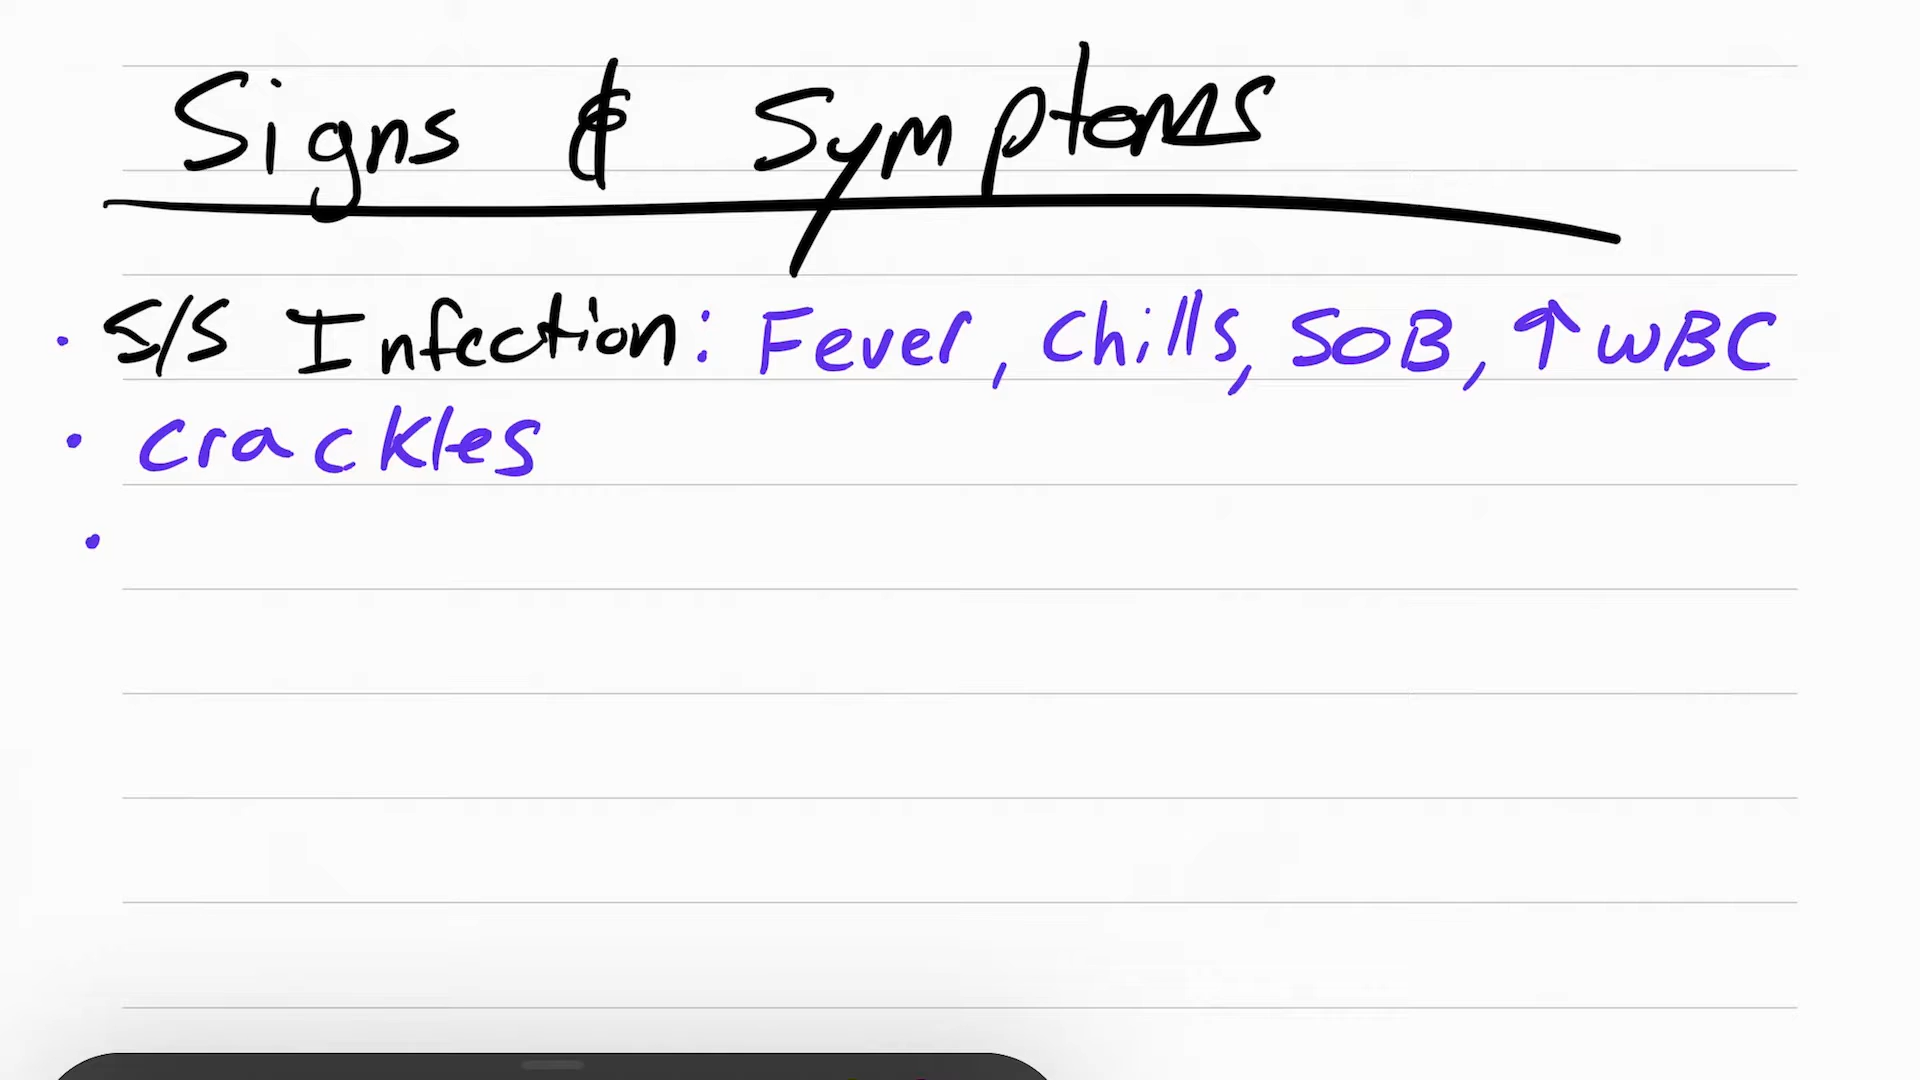 Signs & Symptoms
• S/S Infection: Fever, Chills, SOB, ↑ WBC
• crackles
•